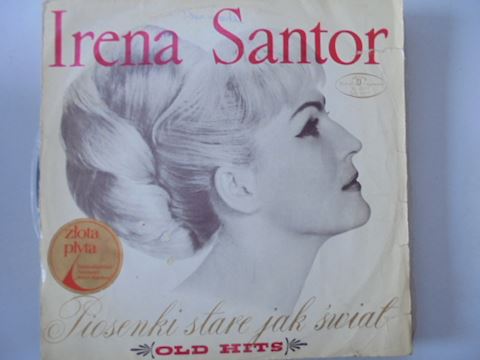 Irena Santor
złota
płyta
Piosenki stare jak świat
OLD HITS